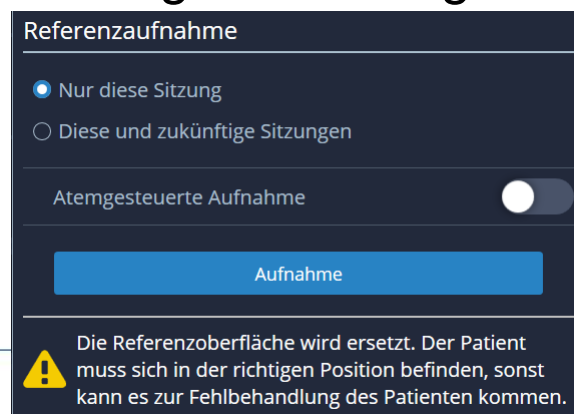 Referenzaufnahme
Nur diese Sitzung
Diese und zukünftige Sitzungen
Atemgesteuerte Aufnahme
Aufnahme
Die Referenzoberfläche wird ersetzt. Der Patient
muss sich in der richtigen Position befinden, sonst
kann es zur Fehlbehandlung des Patienten kommen.